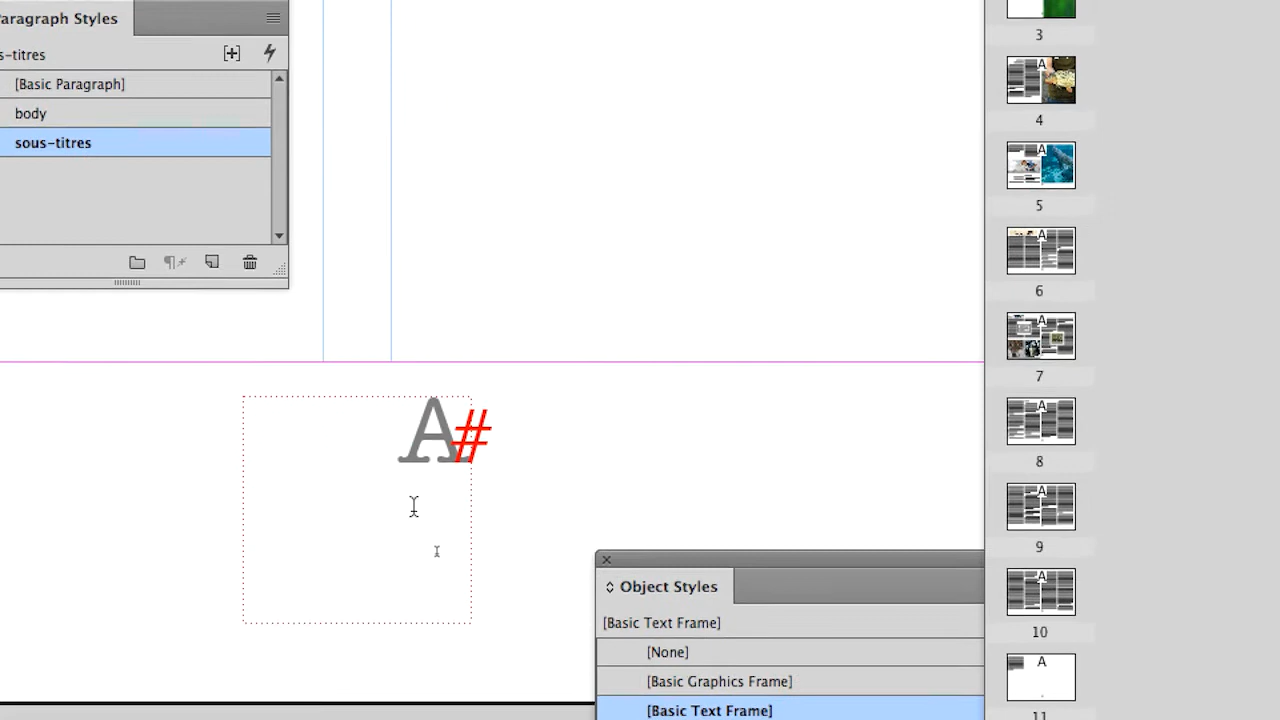 aragraph Styles
s-titres
[Basic Paragraph]
body
sous-titres
A#
Object Styles
[Basic Text Frame]
[None]
[Basic Graphics Frame]
[Basic Text Frame]
3
A
4
A
5
A
6
A
7
A
8
A
9
A
10
A
11